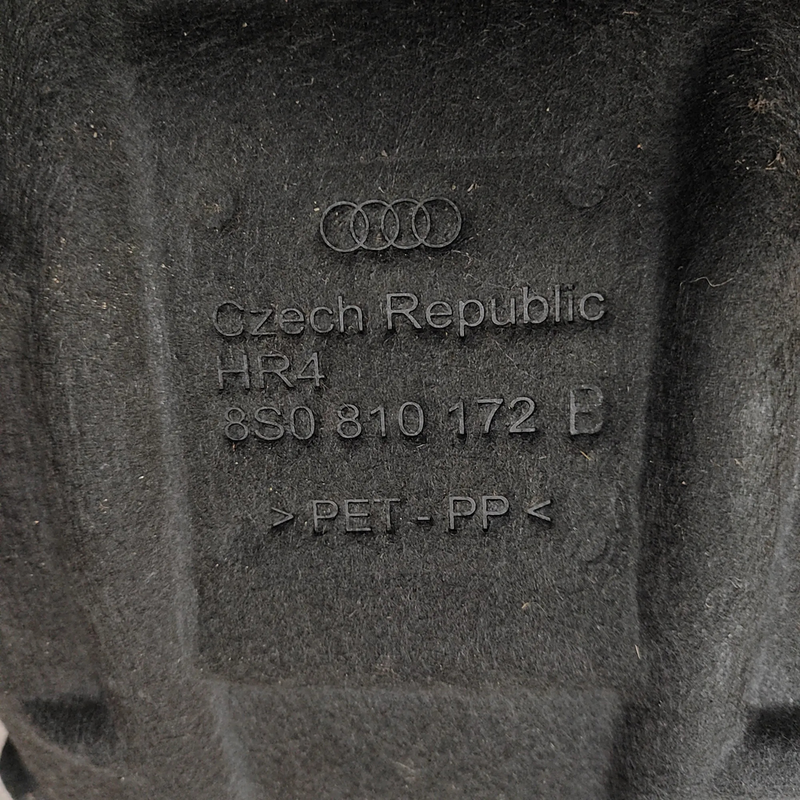 Czech Republic
HR4
8S0 810 172 B
> PET - PP <